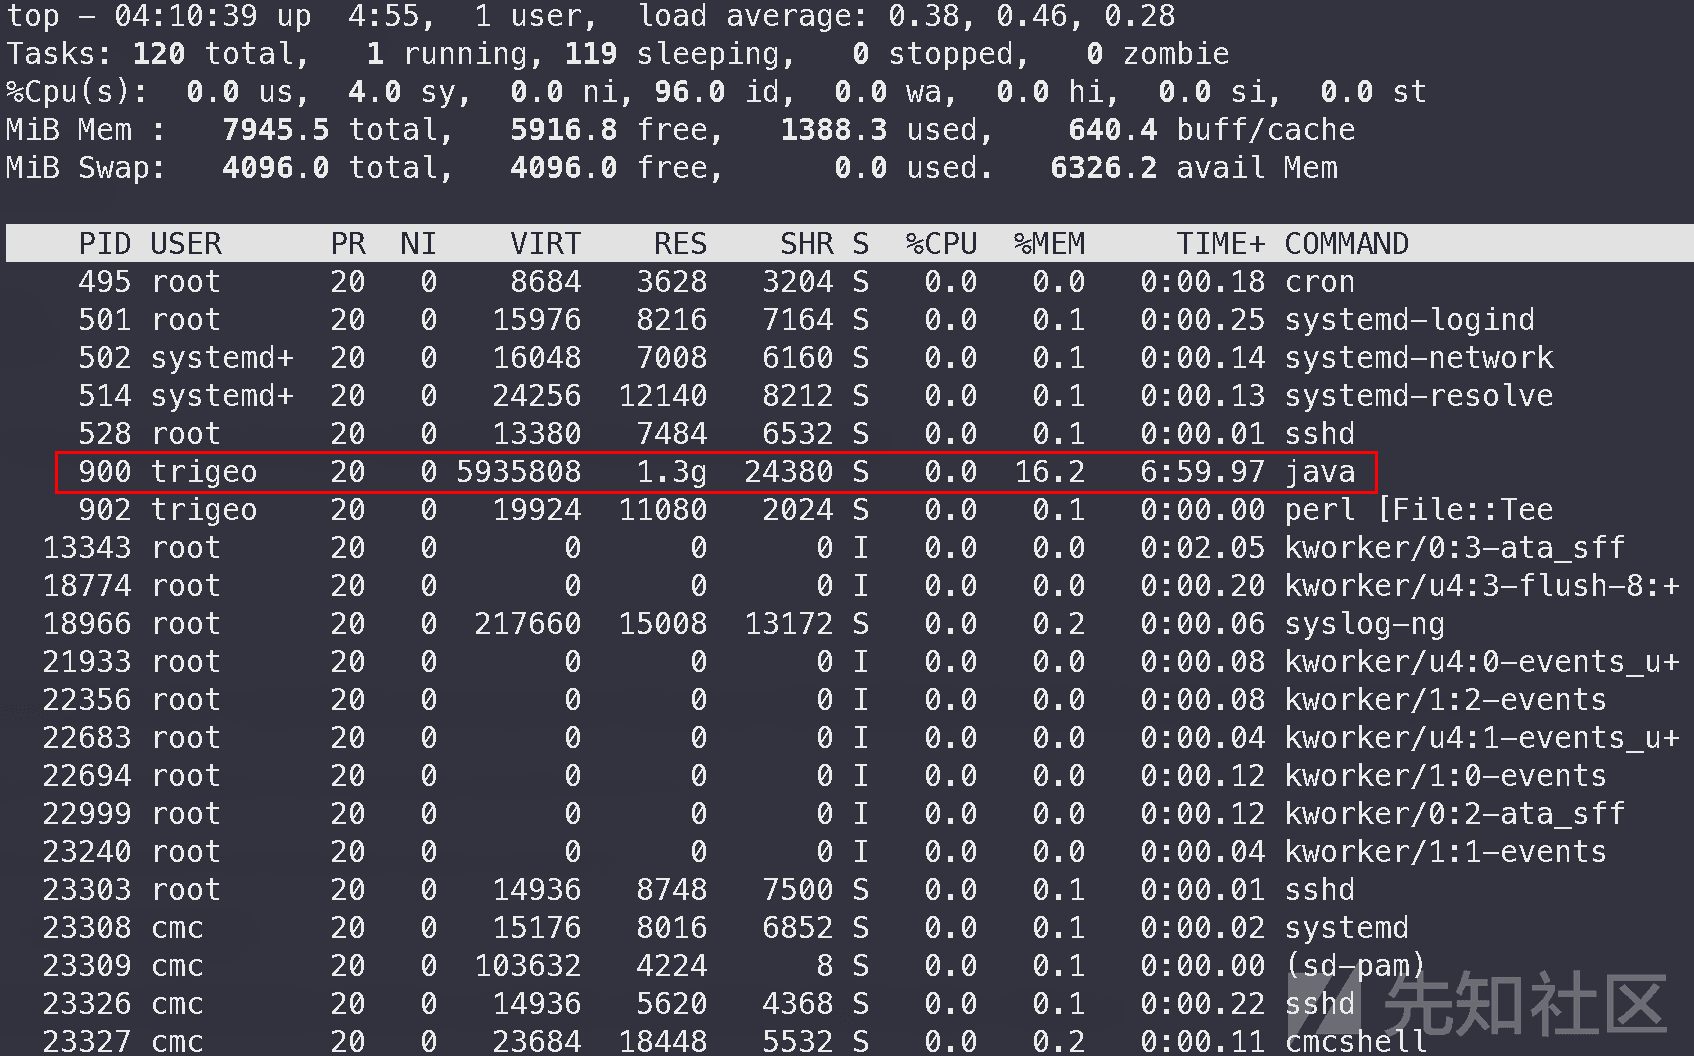 top - 04:10:39 up  4:55,  1 user,  load average: 0.38, 0.46, 0.28
Tasks: 120 total,   1 running, 119 sleeping,   0 stopped,   0 zombie
%Cpu(s):  0.0 us,  4.0 sy,  0.0 ni, 96.0 id,  0.0 wa,  0.0 hi,  0.0 si,  0.0 st
MiB Mem :   7945.5 total,   5916.8 free,   1388.3 used,    640.4 buff/cache
MiB Swap:   4096.0 total,   4096.0 free,      0.0 used.   6326.2 avail Mem
PID USER      PR  NI    VIRT    RES    SHR S  %CPU  %MEM     TIME+ COMMAND
495 root      20   0    8684   3628   3204 S   0.0   0.0   0:00.18 cron
501 root      20   0   15976   8216   7164 S   0.0   0.1   0:00.25 systemd-logind
502 systemd+  20   0   16048   7008   6160 S   0.0   0.1   0:00.14 systemd-network
514 systemd+  20   0   24256  12140   8212 S   0.0   0.1   0:00.13 systemd-resolve
528 root      20   0   13380   7484   6532 S   0.0   0.1   0:00.01 sshd
900 trigeo    20   0 5935808   1.3g  24380 S   0.0  16.2   6:59.97 java
902 trigeo    20   0   19924  11080   2024 S   0.0   0.1   0:00.00 perl [File::Tee
13343 root      20   0       0      0      0 I   0.0   0.0   0:02.05 kworker/0:3-ata_sff
18774 root      20   0       0      0      0 I   0.0   0.0   0:00.20 kworker/u4:3-flush-8:+
18966 root      20   0  217660  15008  13172 S   0.0   0.2   0:00.06 syslog-ng
21933 root      20   0       0      0      0 I   0.0   0.0   0:00.08 kworker/u4:0-events_u+
22356 root      20   0       0      0      0 I   0.0   0.0   0:00.08 kworker/1:2-events
22683 root      20   0       0      0      0 I   0.0   0.0   0:00.04 kworker/u4:1-events_u+
22694 root      20   0       0      0      0 I   0.0   0.0   0:00.12 kworker/1:0-events
22999 root      20   0       0      0      0 I   0.0   0.0   0:00.12 kworker/0:2-ata_sff
23240 root      20   0       0      0      0 I   0.0   0.0   0:00.04 kworker/1:1-events
23303 root      20   0   14936   8748   7500 S   0.0   0.1   0:00.01 sshd
23308 cmc       20   0   15176   8016   6852 S   0.0   0.1   0:00.02 systemd
23309 cmc       20   0  103632   4224      8 S   0.0   0.1   0:00.00 (sd-pam)
23326 cmc       20   0   14936   5620   4368 S   0.0   0.1   0:00.22 sshd
23327 cmc       20   0   23684  18448   5532 S   0.0   0.2   0:00.11 cmcshell
先知社区